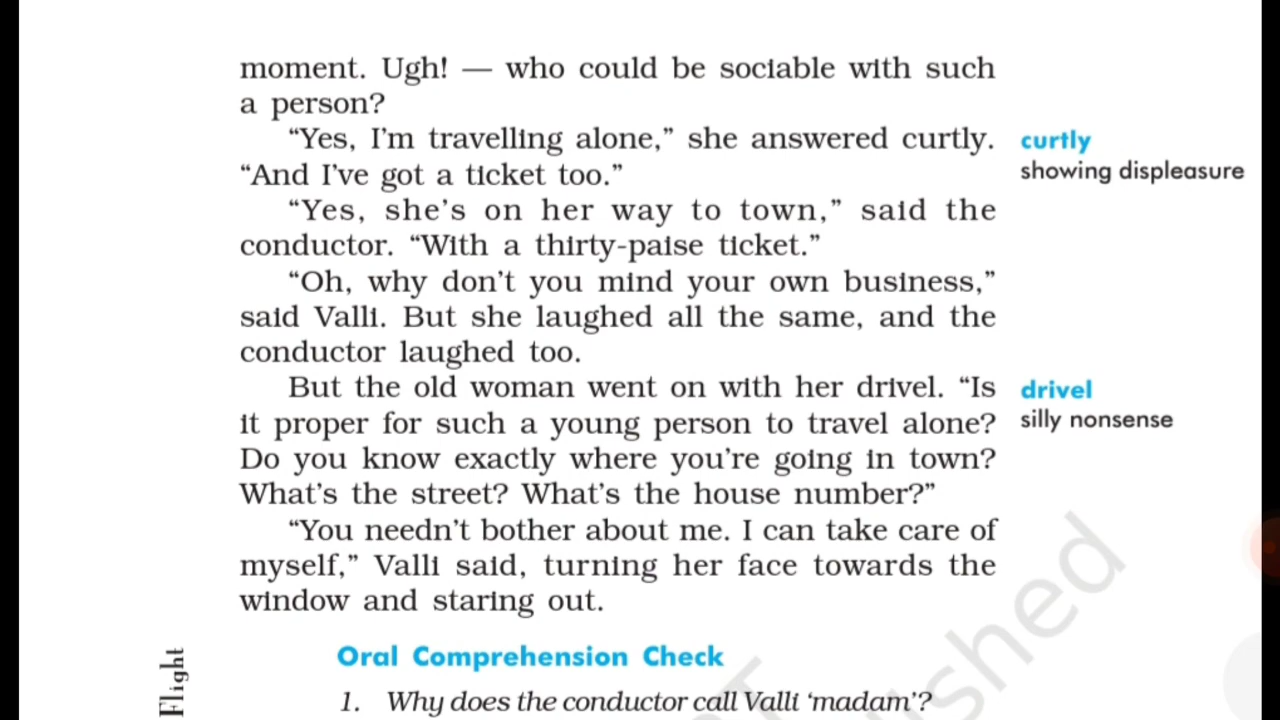 moment. Ugh! — who could be sociable with such
a person?
“Yes, I’m travelling alone,” she answered curtly.
“And I’ve got a ticket too.”
“Yes, she’s on her way to town,” said the
conductor. “With a thirty-paise ticket.”
“Oh, why don’t you mind your own business,”
said Valli. But she laughed all the same, and the
conductor laughed too.
But the old woman went on with her drivel. “Is
it proper for such a young person to travel alone?
Do you know exactly where you’re going in town?
What’s the street? What’s the house number?”
“You needn’t bother about me. I can take care of
myself,” Valli said, turning her face towards the
window and staring out.
curtly
showing displeasure
drivel
silly nonsense
Flight
Oral Comprehension Check
1. Why does the conductor call Valli ‘madam’?